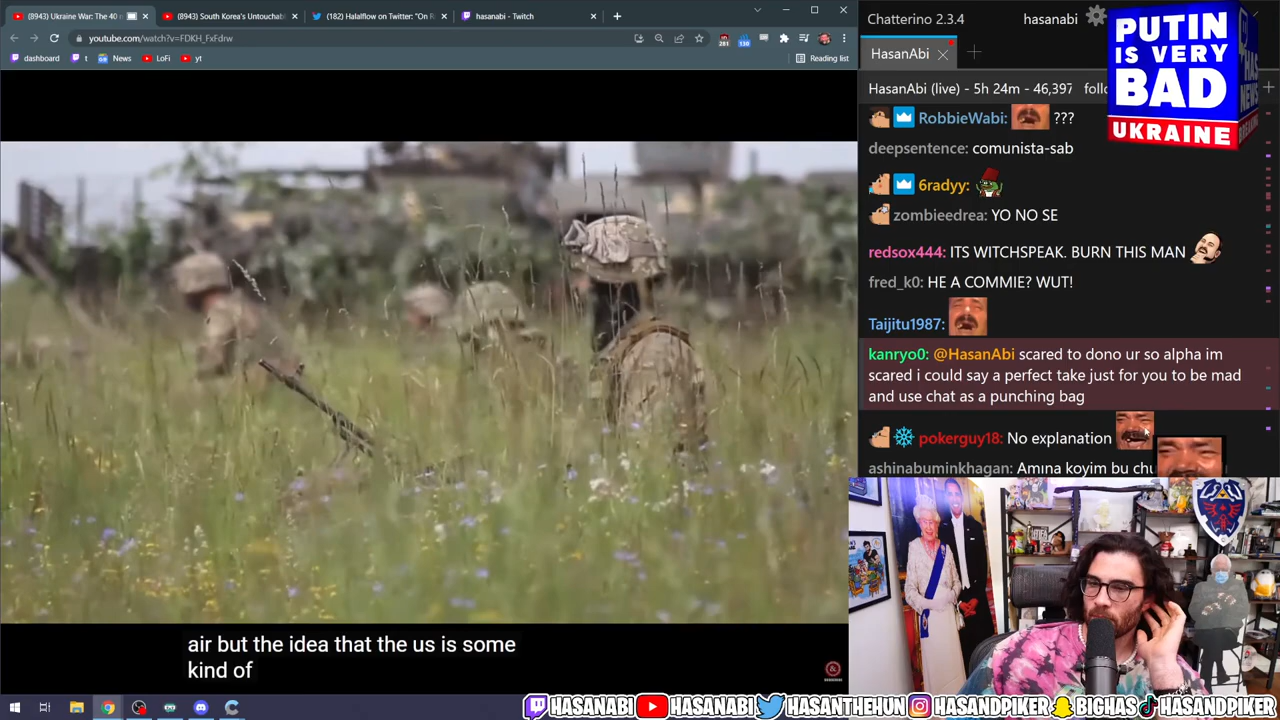 (8943) Ukraine War: The 40
(8943) South Korea's Untouchab
(182) Halalflow on Twitter: "On R
hasanabi - Twitch
youtube.com/watch?v=FDKH_FxFdrw
281
130
dashboard
t
News
LoFi
yt
Reading list
air but the idea that the us is some
kind of
Chatterino 2.3.4
hasanabi
HasanAbi
HasanAbi (live) - 5h 24m - 46,397
PUTIN
IS VERY
BAD
UKRAINE
RobbieWabi: ???
deepsentence: comunista-sab
6radyy:
zombieedrea: YO NO SE
redsox444: ITS WITCHSPEAK. BURN THIS MAN
fred_k0: HE A COMMIE? WUT!
Taijitu1987:
kanryo0: @HasanAbi scared to dono ur so alpha im
scared i could say a perfect take just for you to be mad
and use chat as a punching bag
pokerguy18: No explanation
ashinabuminkhagan: Amına koyim bu chu
HASANABI HASANABI HASANTHEHUN HASANDPIKER BIGHAS HASANDPIKER